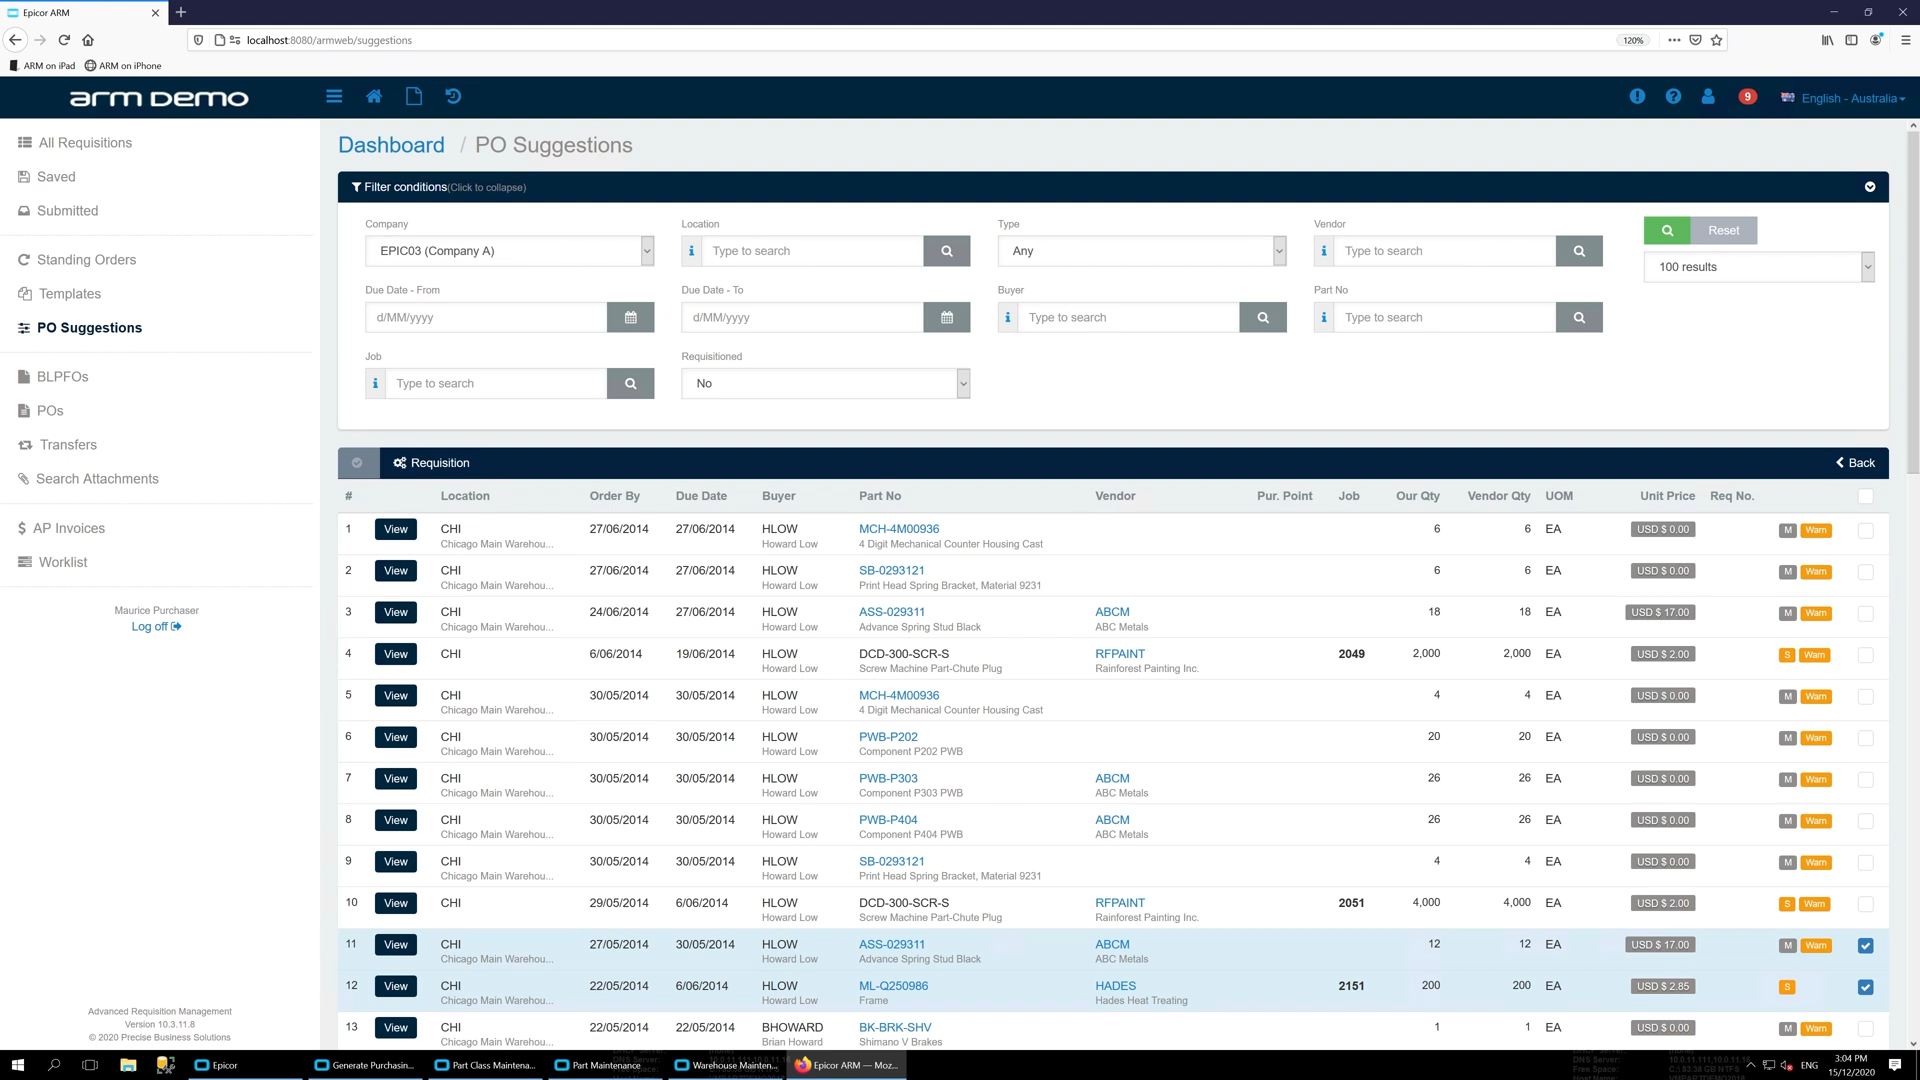 Epicor ARM
localhost:8080/armweb/suggestions
120%
ARM on iPad ARM on iPhone
arm DEMO
9
English - Australia
All Requisitions
Saved
Submitted
Standing Orders
Templates
PO Suggestions
BLPFOs
POs
Transfers
Search Attachments
AP Invoices
Worklist
Maurice Purchaser
Log off
Advanced Requisition Management
Version 10.3.11.8
© 2020 Precise Business Solutions
Dashboard / PO Suggestions
Filter conditions(Click to collapse)
Company Location Type Vendor
EPIC03 (Company A) Type to search Any Type to search
Reset
100 results
Due Date - From Due Date - To Buyer Part No
d/MM/yyyy d/MM/yyyy Type to search Type to search
Job Requisitioned
Type to search No
Requisition Back
# Location Order By Due Date Buyer Part No Vendor Pur. Point Job Our Qty Vendor Qty UOM Unit Price Req No.
1 View CHI 27/06/2014 27/06/2014 HLOW MCH-4M00936 6 6 EA USD $ 0.00 M Warn
Chicago Main Warehou... Howard Low 4 Digit Mechanical Counter Housing Cast
2 View CHI 27/06/2014 27/06/2014 HLOW SB-0293121 6 6 EA USD $ 0.00 M Warn
Chicago Main Warehou... Howard Low Print Head Spring Bracket, Material 9231
3 View CHI 24/06/2014 27/06/2014 HLOW ASS-029311 ABCM 18 18 EA USD $ 17.00 M Warn
Chicago Main Warehou... Howard Low Advance Spring Stud Black ABC Metals
4 View CHI 6/06/2014 19/06/2014 HLOW DCD-300-SCR-S RFPAINT 2049 2,000 2,000 EA USD $ 2.00 S Warn
Howard Low Screw Machine Part-Chute Plug Rainforest Painting Inc.
5 View CHI 30/05/2014 30/05/2014 HLOW MCH-4M00936 4 4 EA USD $ 0.00 M Warn
Chicago Main Warehou... Howard Low 4 Digit Mechanical Counter Housing Cast
6 View CHI 30/05/2014 30/05/2014 HLOW PWB-P202 20 20 EA USD $ 0.00 M Warn
Chicago Main Warehou... Howard Low Component P202 PWB
7 View CHI 30/05/2014 30/05/2014 HLOW PWB-P303 ABCM 26 26 EA USD $ 0.00 M Warn
Chicago Main Warehou... Howard Low Component P303 PWB ABC Metals
8 View CHI 30/05/2014 30/05/2014 HLOW PWB-P404 ABCM 26 26 EA USD $ 0.00 M Warn
Chicago Main Warehou... Howard Low Component P404 PWB ABC Metals
9 View CHI 30/05/2014 30/05/2014 HLOW SB-0293121 4 4 EA USD $ 0.00 M Warn
Chicago Main Warehou... Howard Low Print Head Spring Bracket, Material 9231
10 View CHI 29/05/2014 6/06/2014 HLOW DCD-300-SCR-S RFPAINT 2051 4,000 4,000 EA USD $ 2.00 S Warn
Howard Low Screw Machine Part-Chute Plug Rainforest Painting Inc.
11 View CHI 27/05/2014 30/05/2014 HLOW ASS-029311 ABCM 12 12 EA USD $ 17.00 M Warn
Chicago Main Warehou... Howard Low Advance Spring Stud Black ABC Metals
12 View CHI 22/05/2014 6/06/2014 HLOW ML-Q250986 HADES 2151 200 200 EA USD $ 2.85 S
Chicago Main Warehou... Howard Low Frame Hades Heat Treating
13 View CHI 22/05/2014 22/05/2014 BHOWARD BK-BRK-SHV 1 1 EA USD $ 0.00 M Warn
Chicago Main Warehou... Brian Howard Shimano V Brakes
Epicor Generate Purchasin... Part Class Maintena... Part Maintenance Warehouse Mainten... Epicor ARM — Moz... ENG 3:04 PM
15/12/2020